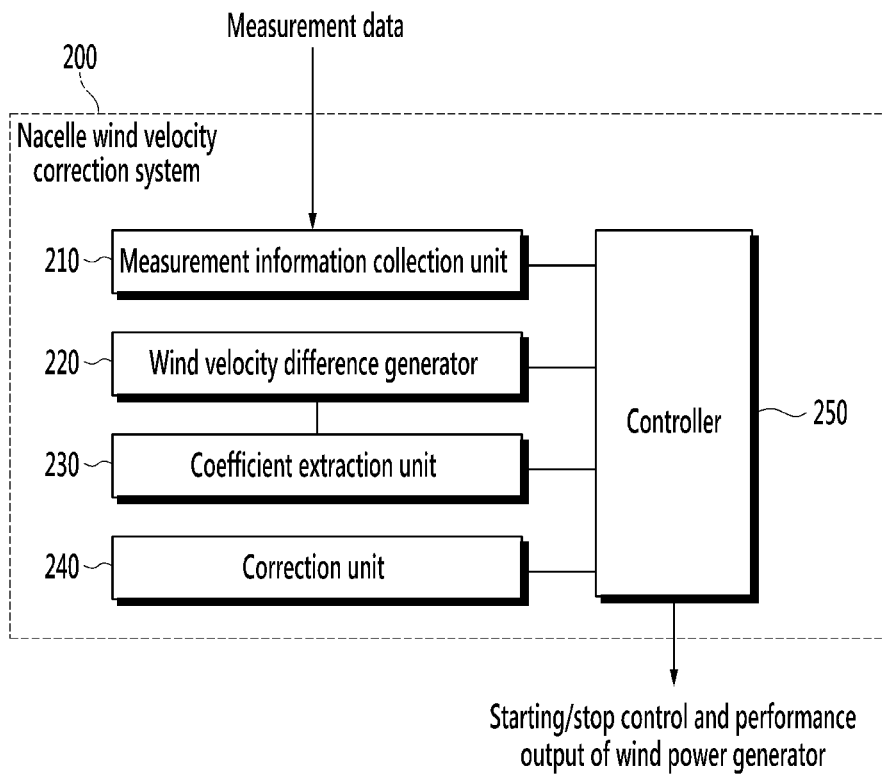 Measurement data
200
Nacelle wind velocity
correction system
210
Measurement information collection unit
220
Wind velocity difference generator
230
Coefficient extraction unit
240
Correction unit
Controller
250
Starting/stop control and performance
output of wind power generator